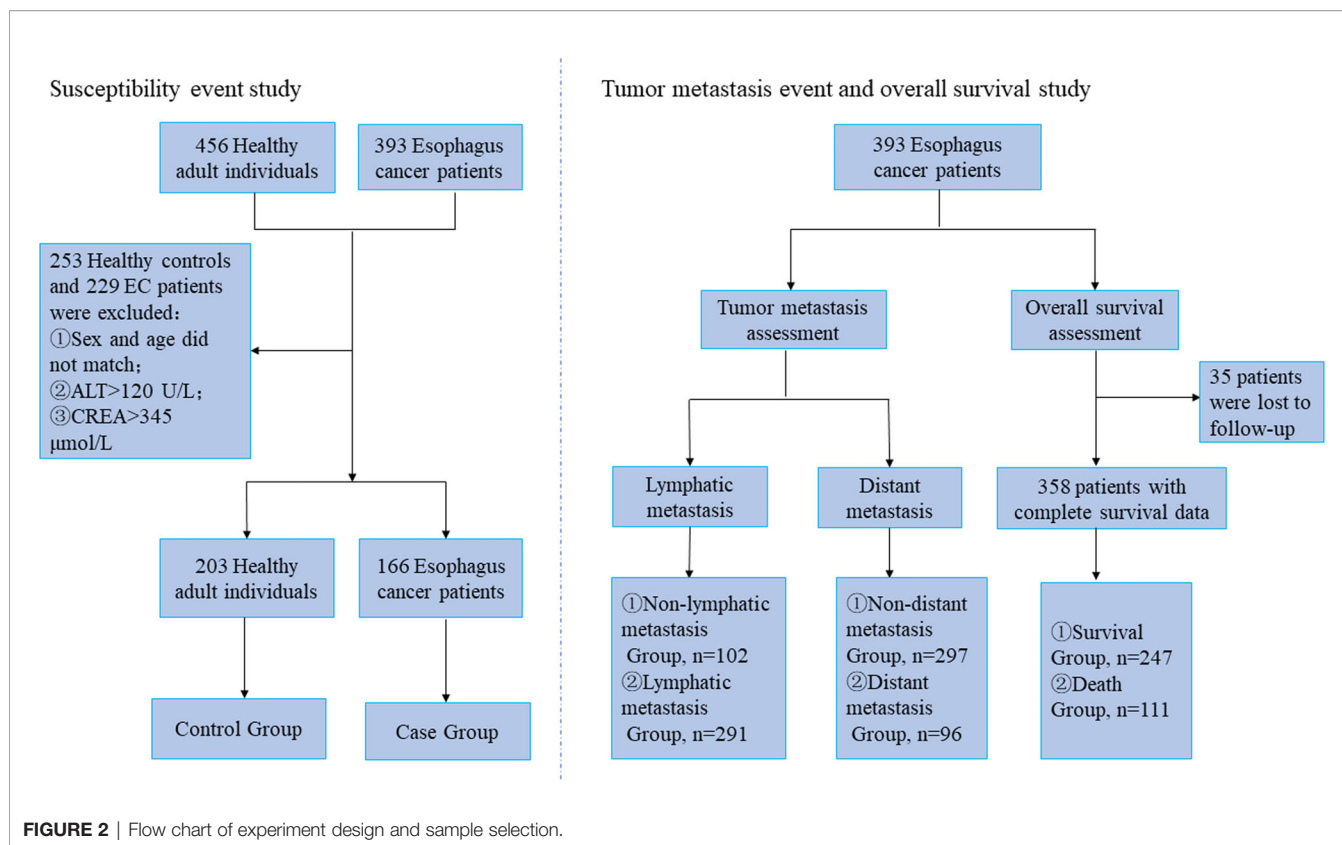 Susceptibility event study
456 Healthy
adult individuals
393 Esophagus
cancer patients
253 Healthy controls
and 229 EC patients
were excluded：
①Sex and age did
not match；
②ALT>120 U/L；
③CREA>345
μmol/L
203 Healthy
adult individuals
166 Esophagus
cancer patients
Control Group
Case Group
Tumor metastasis event and overall survival study
393 Esophagus
cancer patients
Tumor metastasis
assessment
Overall survival
assessment
35 patients
were lost to
follow-up
Lymphatic
metastasis
Distant
metastasis
358 patients with
complete survival data
①Non-lymphatic
metastasis
Group, n=102
②Lymphatic
metastasis
Group, n=291
①Non-distant
metastasis
Group, n=297
②Distant
metastasis
Group, n=96
①Survival
Group, n=247
②Death
Group, n=111
FIGURE 2 | Flow chart of experiment design and sample selection.